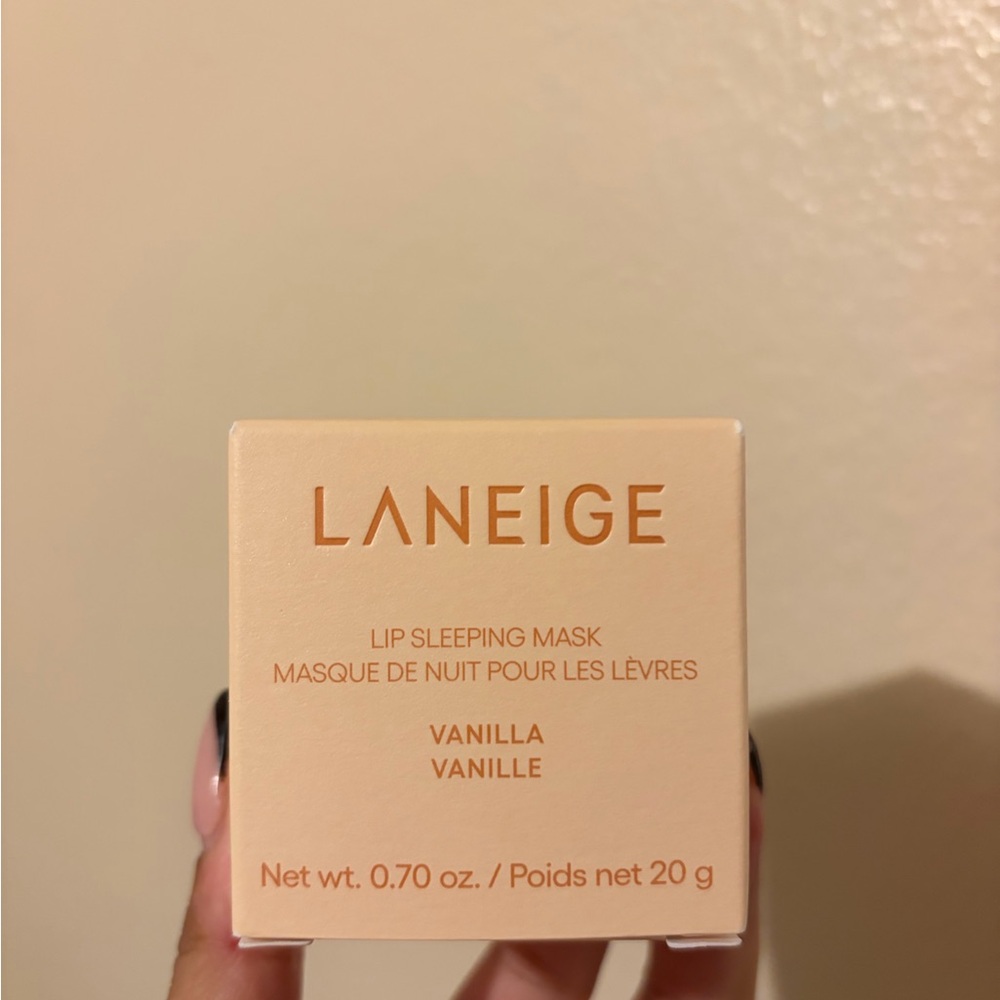 LANEIGE
LIP SLEEPING MASK
MASQUE DE NUIT POUR LES LÈVRES
VANILLA
VANILLE
Net wt. 0.70 oz. / Poids net 20 g